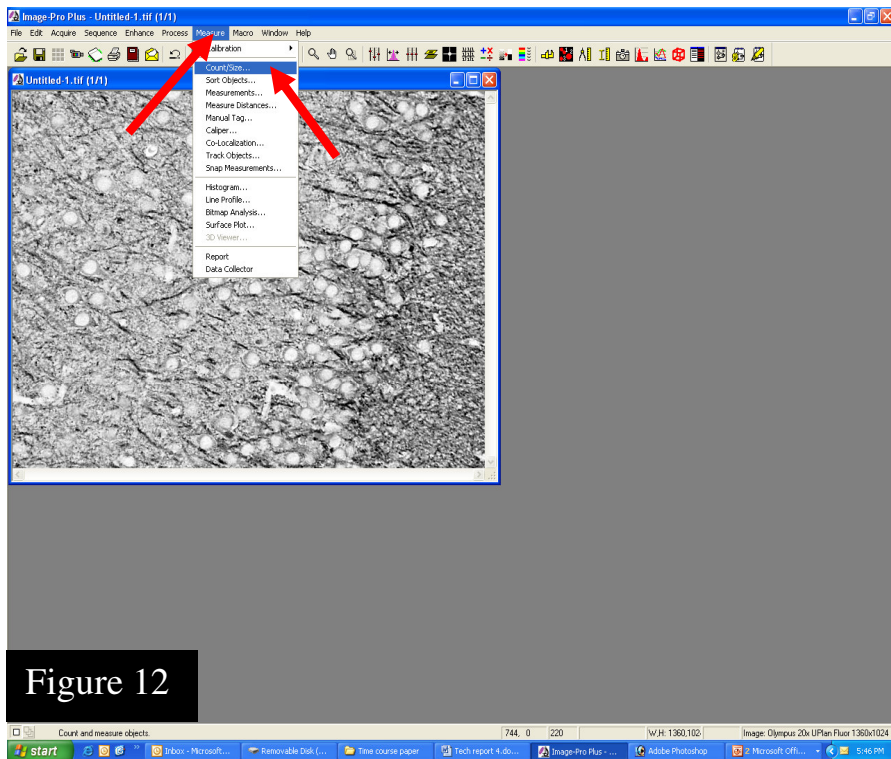 Image-Pro Plus - Untitled-1.tif (1/1)
File Edit Acquire Sequence Enhance Process Measure Macro Window Help
Calibration
Untitled-1.tif (1/1)
Count/Size...
Sort Objects...
Measurements...
Measure Distances...
Manual Tag...
Caliper...
Co-Localization...
Track Objects...
Snap Measurements...
Histogram...
Line Profile...
Bitmap Analysis...
Surface Plot...
3D Viewer...
Report
Data Collector
Figure 12
Count and measure objects. 744, 0 220 W,H: 1360,102 Image: Olympus 20x UPlan Fluor 1360x1024
start Inbox - Microsoft... Removable Disk (... Time course paper Tech report 4.do... Image-Pro Plus - ... Adobe Photoshop 2 Microsoft Offi... 5:46 PM